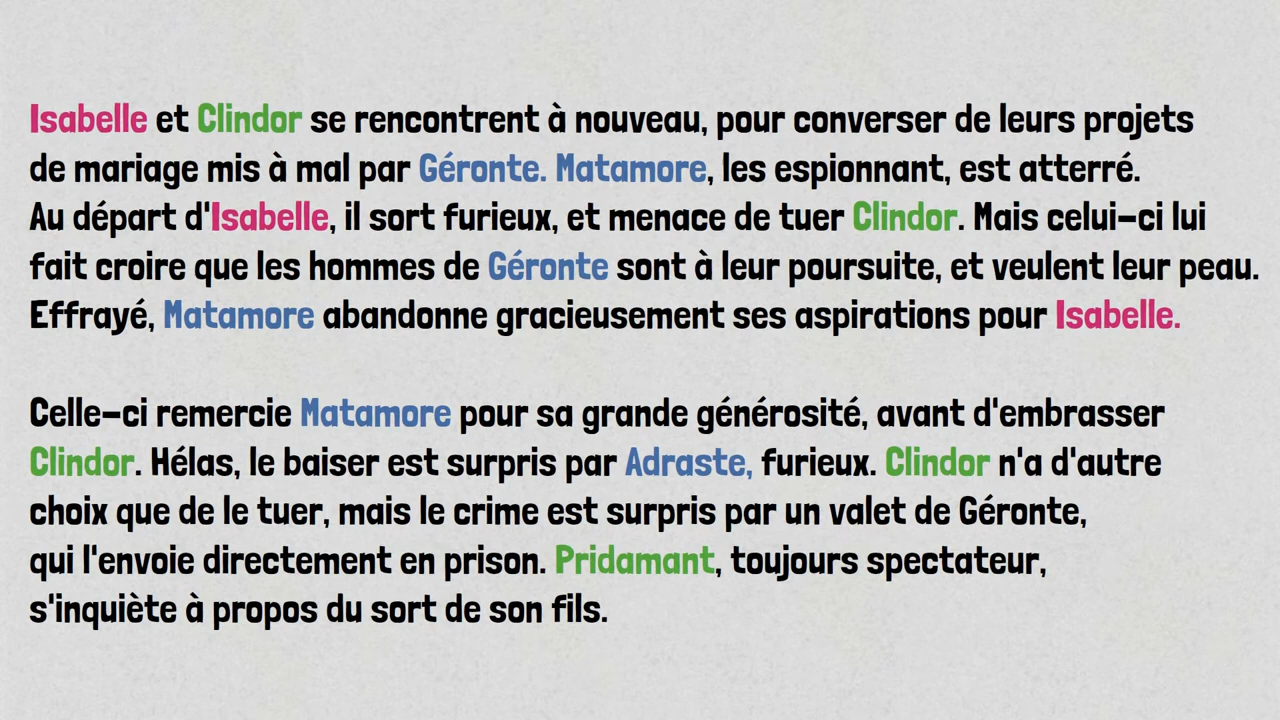 Isabelle et Clindor se rencontrent à nouveau, pour converser de leurs projets
de mariage mis à mal par Géronte. Matamore, les espionnant, est atterré.
Au départ d'Isabelle, il sort furieux, et menace de tuer Clindor. Mais celui-ci lui
fait croire que les hommes de Géronte sont à leur poursuite, et veulent leur peau.
Effrayé, Matamore abandonne gracieusement ses aspirations pour Isabelle.
Celle-ci remercie Matamore pour sa grande générosité, avant d'embrasser
Clindor. Hélas, le baiser est surpris par Adraste, furieux. Clindor n'a d'autre
choix que de le tuer, mais le crime est surpris par un valet de Géronte,
qui l'envoie directement en prison. Pridamant, toujours spectateur,
s'inquiète à propos du sort de son fils.